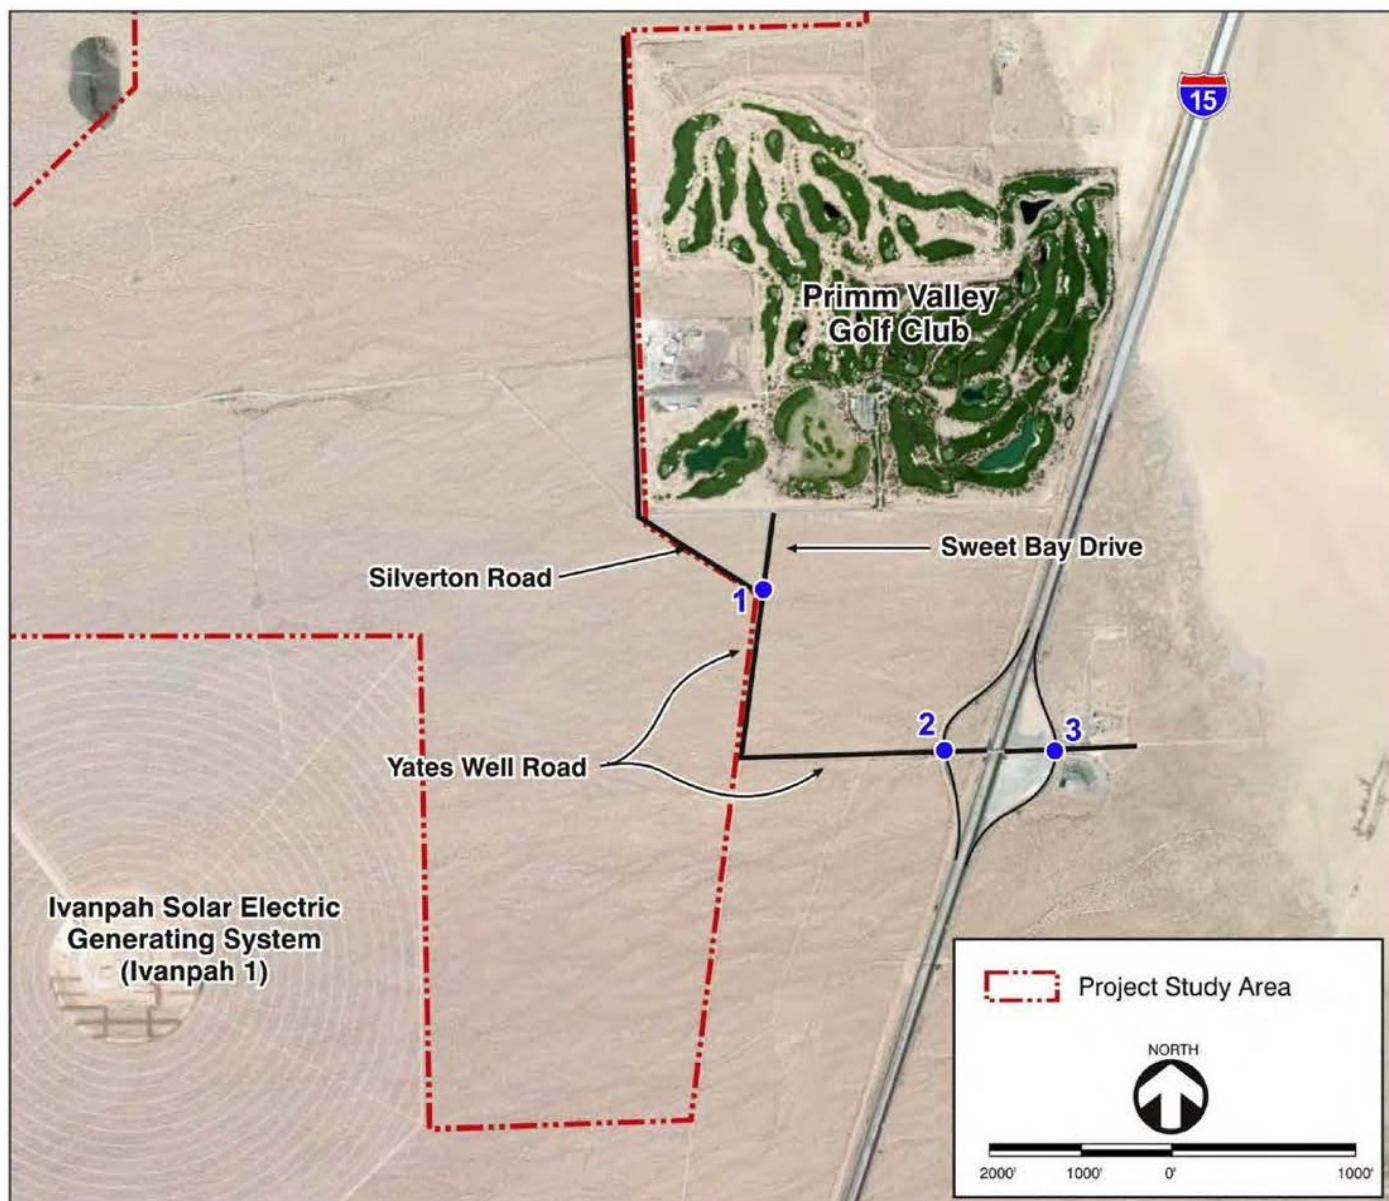 15
Primm Valley
Golf Club
Sweet Bay Drive
Silverton Road
1
2
3
Yates Well Road
Ivanpah Solar Electric
Generating System
(Ivanpah 1)
Project Study Area
NORTH
2000' 1000' 0' 1000'